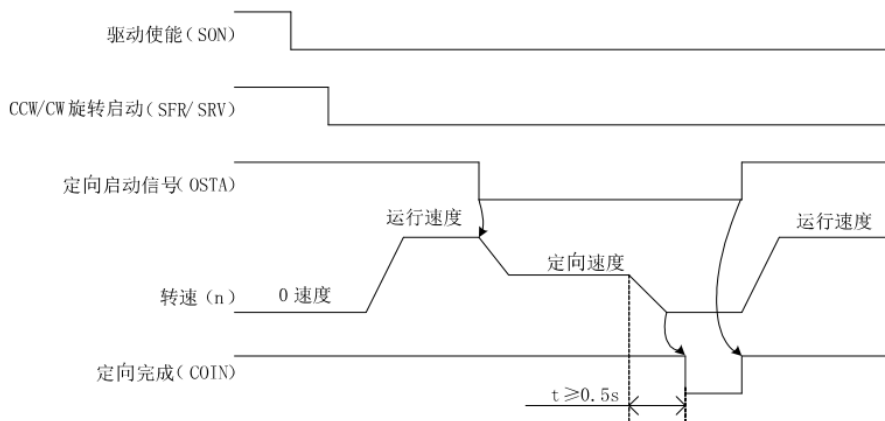 驱动使能(SON)
CCW/CW旋转启动(SFR/SRV)
定向启动信号(OSTA)
运行速度
运行速度
定向速度
转速(n)
0速度
定向完成(COIN)
t≥0.5s